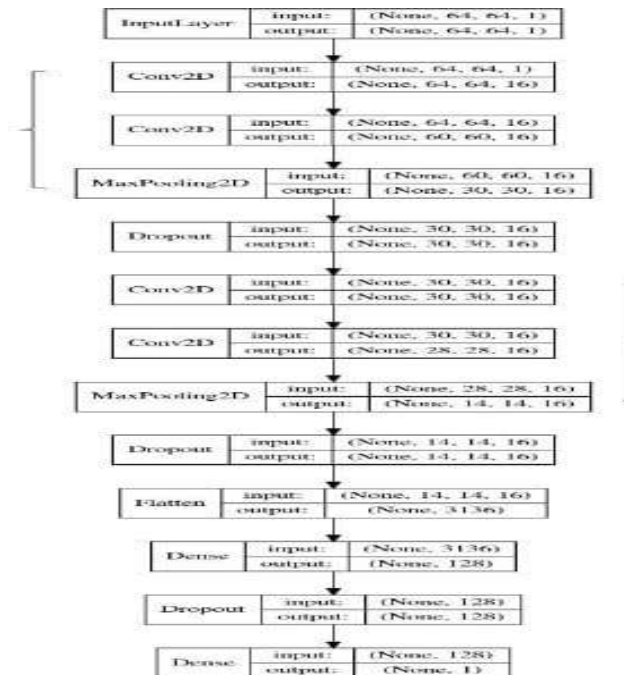 InputLayer
input: (None, 64, 64, 1)
output: (None, 64, 64, 1)
Conv2D
input: (None, 64, 64, 1)
output: (None, 64, 64, 16)
Conv2D
input: (None, 64, 64, 16)
output: (None, 60, 60, 16)
MaxPooling2D
input: (None, 60, 60, 16)
output: (None, 30, 30, 16)
Dropout
input: (None, 30, 30, 16)
output: (None, 30, 30, 16)
Conv2D
input: (None, 30, 30, 16)
output: (None, 30, 30, 16)
Conv2D
input: (None, 30, 30, 16)
output: (None, 28, 28, 16)
MaxPooling2D
input: (None, 28, 28, 16)
output: (None, 14, 14, 16)
Dropout
input: (None, 14, 14, 16)
output: (None, 14, 14, 16)
Flatten
input: (None, 14, 14, 16)
output: (None, 3136)
Dense
input: (None, 3136)
output: (None, 128)
Dropout
input: (None, 128)
output: (None, 128)
Dense
input: (None, 128)
output: (None, 1)